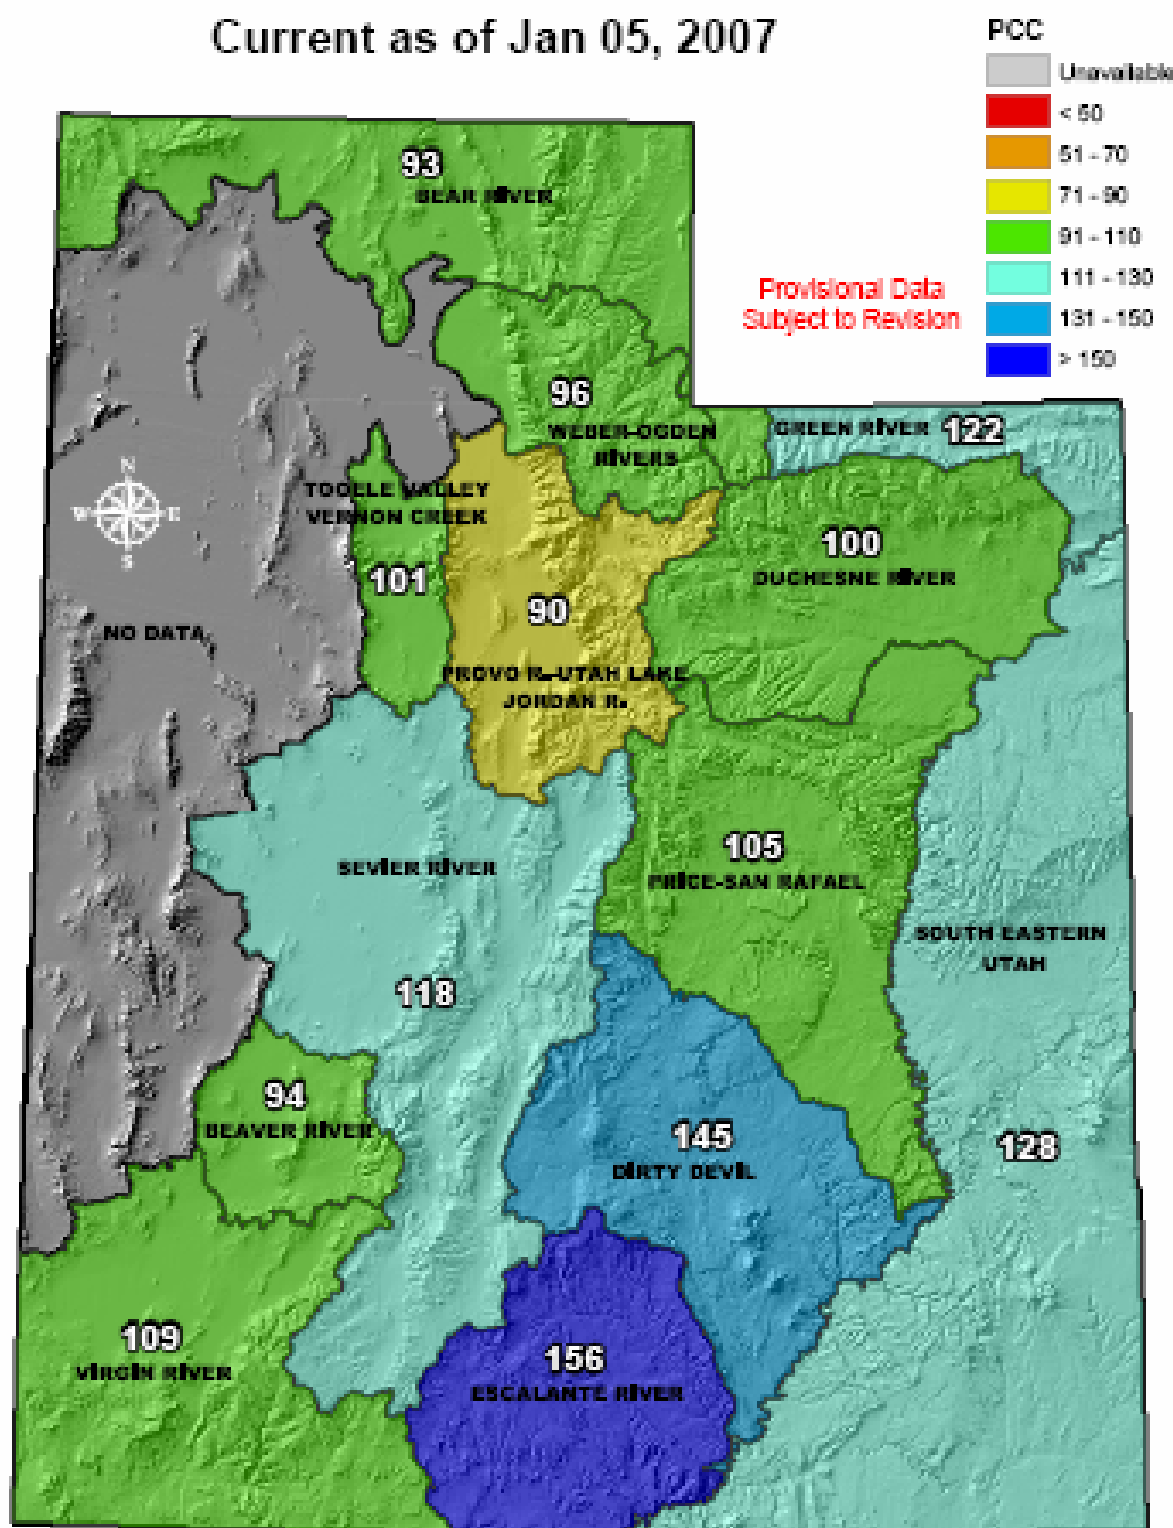 Current as of Jan 05, 2007
PCC
Unavailable
< 50
51 - 70
71 - 90
91 - 110
111 - 130
131 - 150
> 150
Provisional Data
Subject to Revision
93
BEAR RIVER
96
WEBER-OGDEN
RIVERS
GREEN RIVER 122
N
W E
S
TOOELE VALLEY
VERNON CREEK
101
100
DUCHESNE RIVER
90
NO DATA
PROVO R.-UTAH LAKE
JORDAN R.
105
PRICE-SAN RAFAEL
SEVIER RIVER
118
SOUTH EASTERN
UTAH
128
94
BEAVER RIVER
145
DIRTY DEVIL
109
VIRGIN RIVER
156
ESCALANTE RIVER